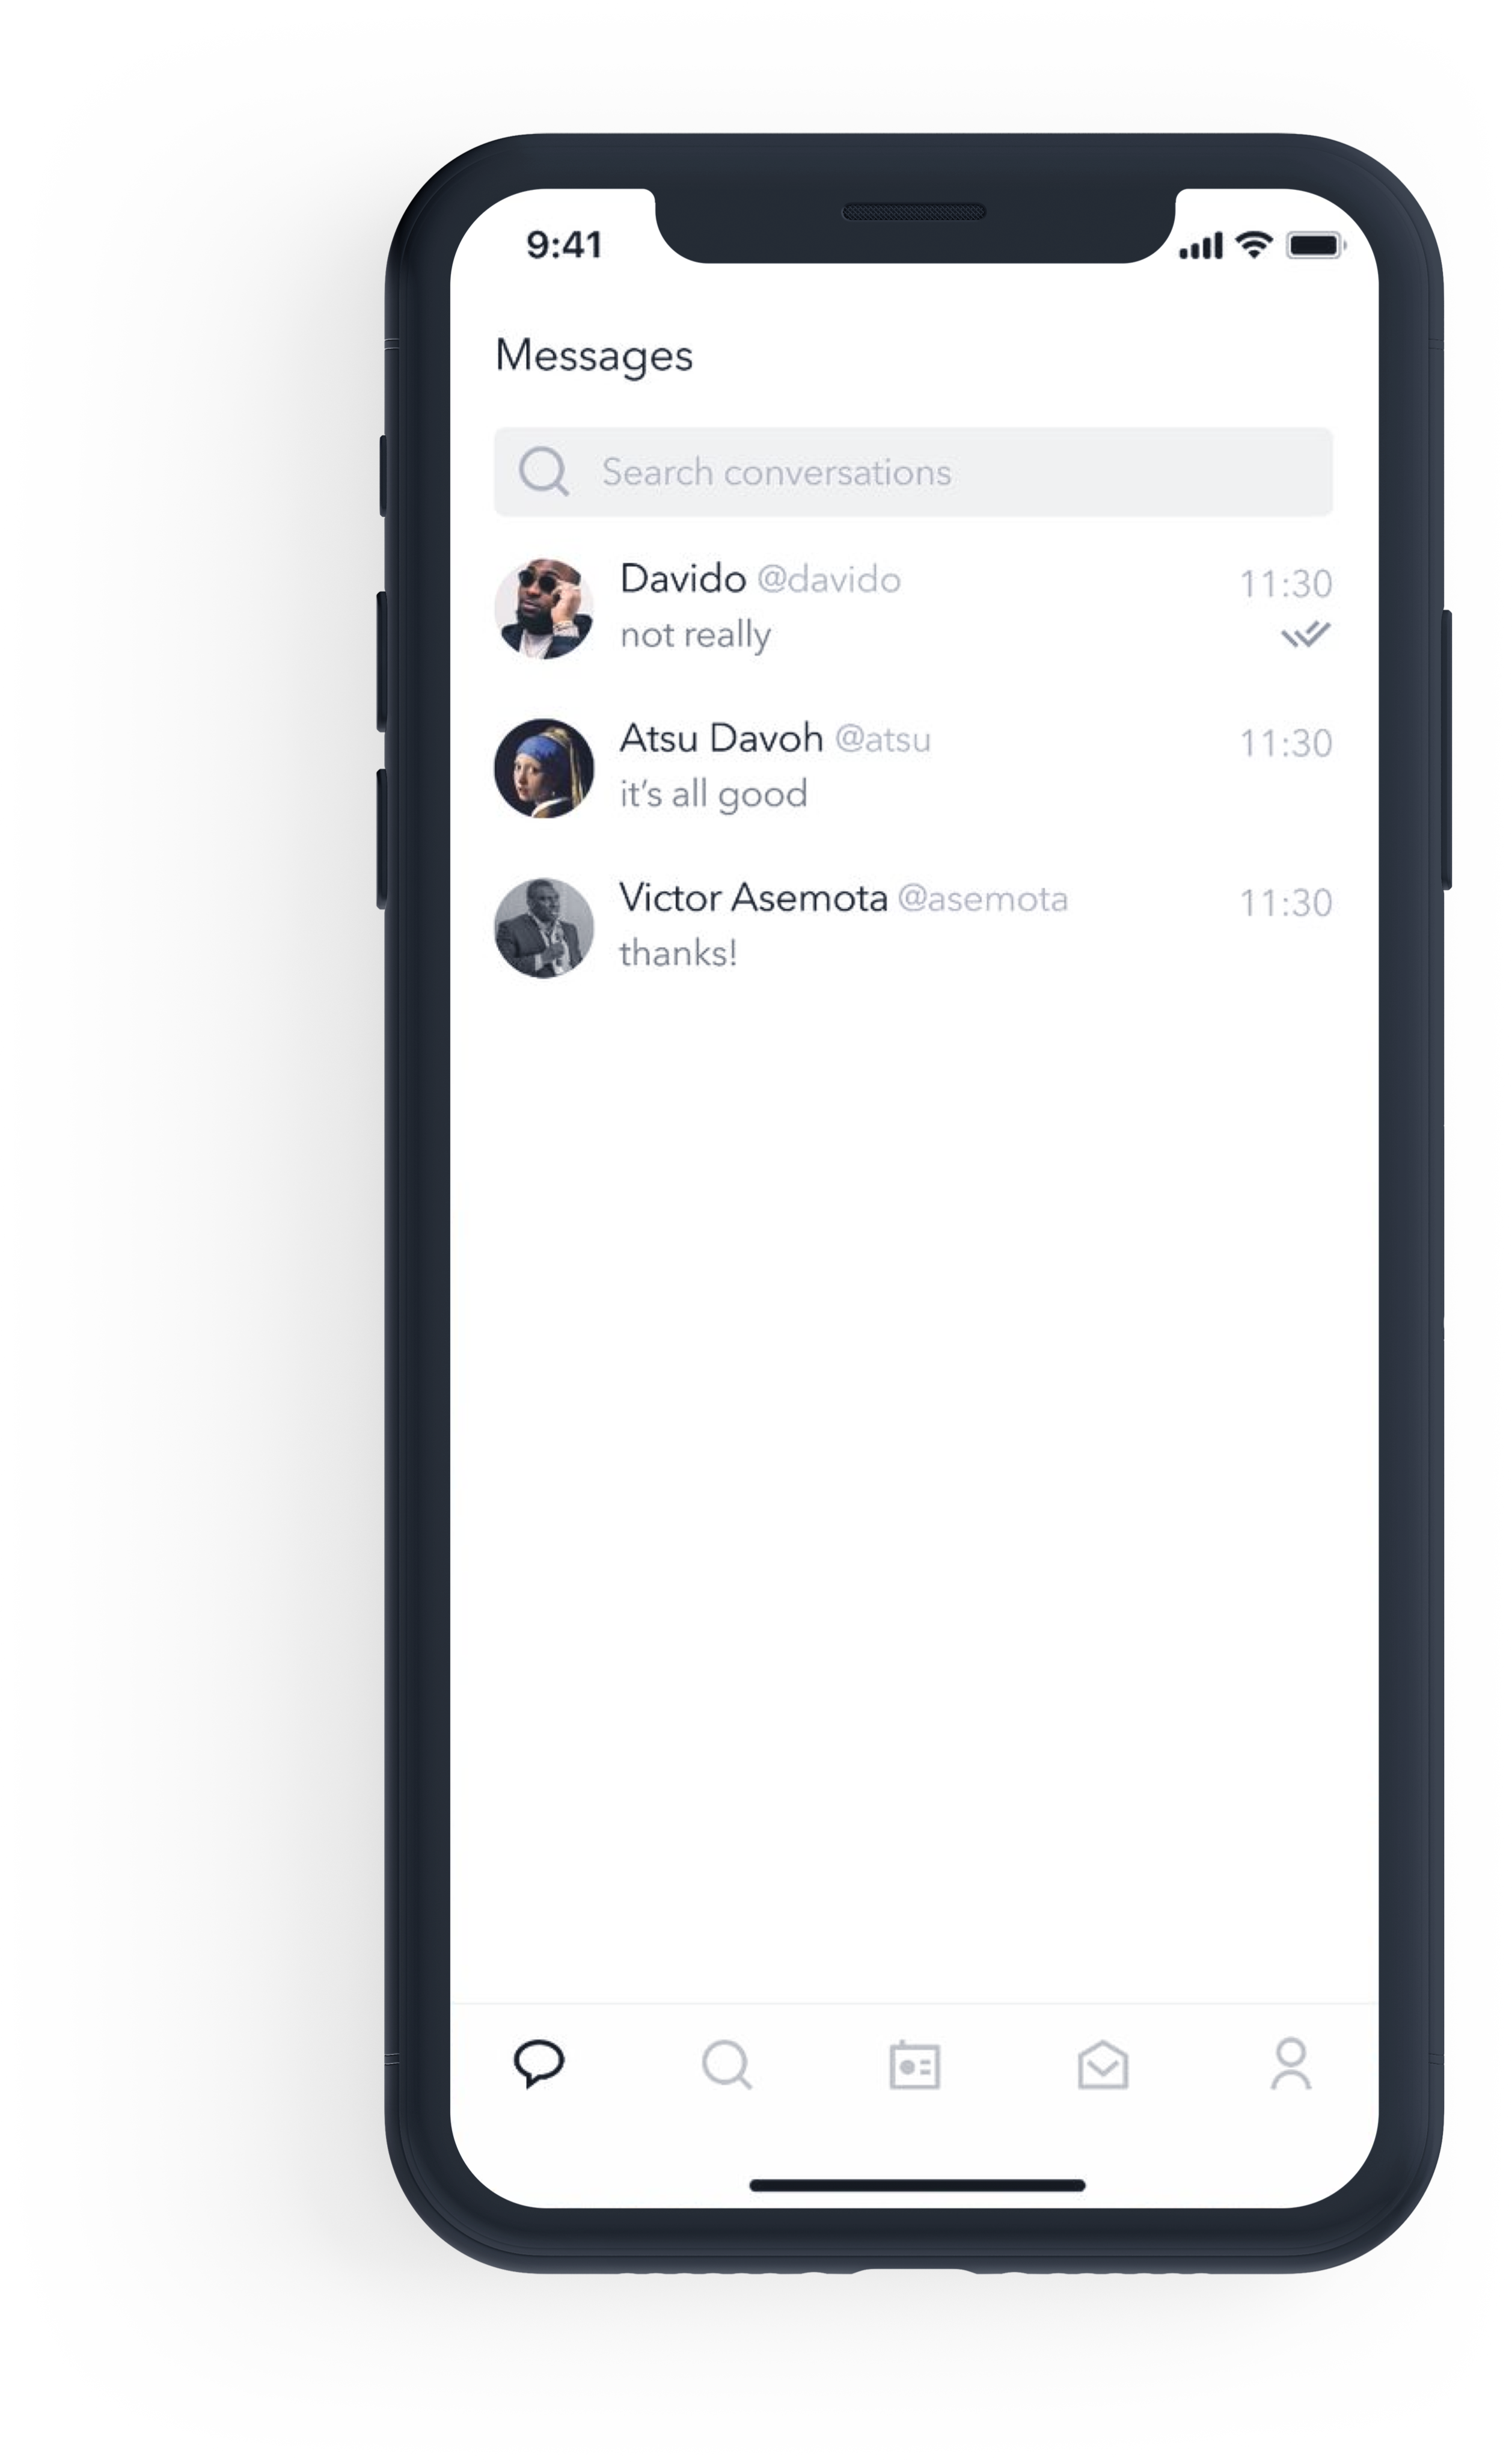 9:41
Messages
Search conversations
Davido @davido 11:30
not really
Atsu Davoh @atsu 11:30
it’s all good
Victor Asemota @asemota 11:30
thanks!